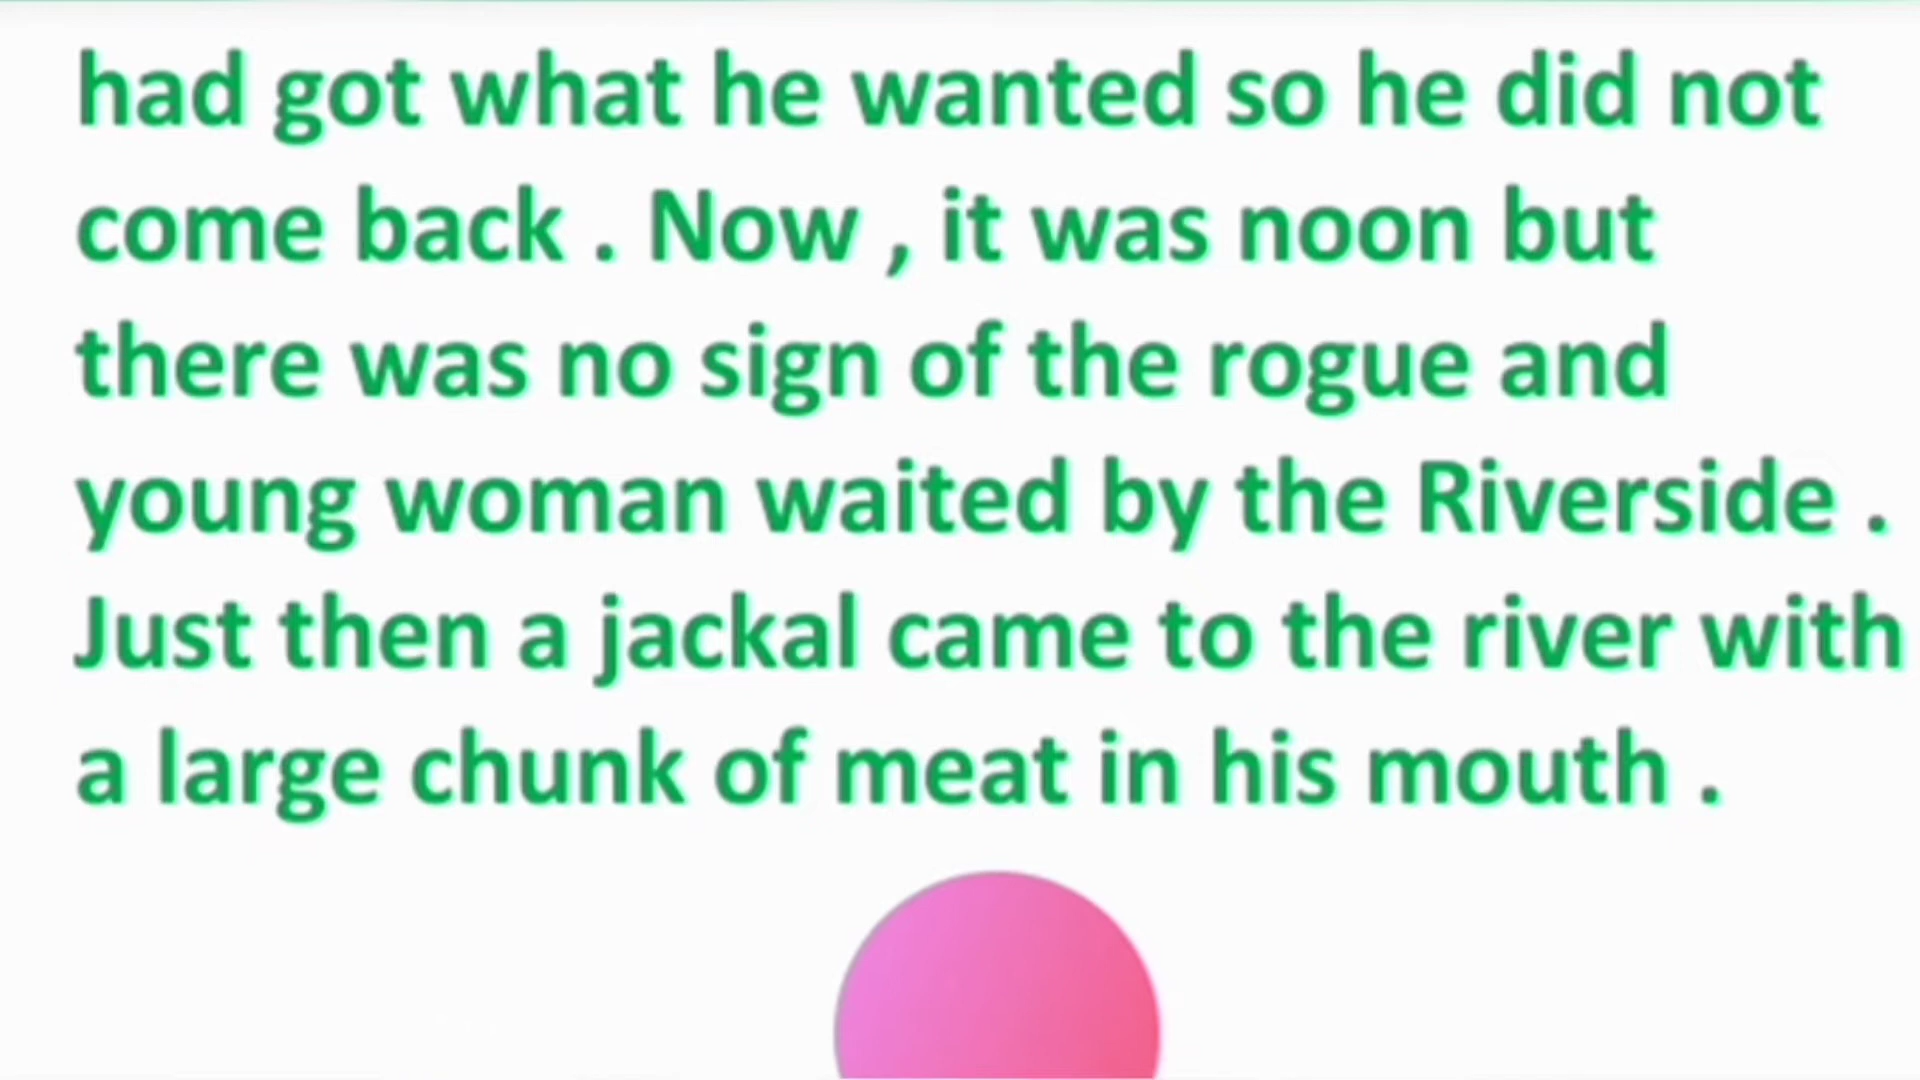 had got what he wanted so he did not
come back . Now , it was noon but
there was no sign of the rogue and
young woman waited by the Riverside .
Just then a jackal came to the river with
a large chunk of meat in his mouth .